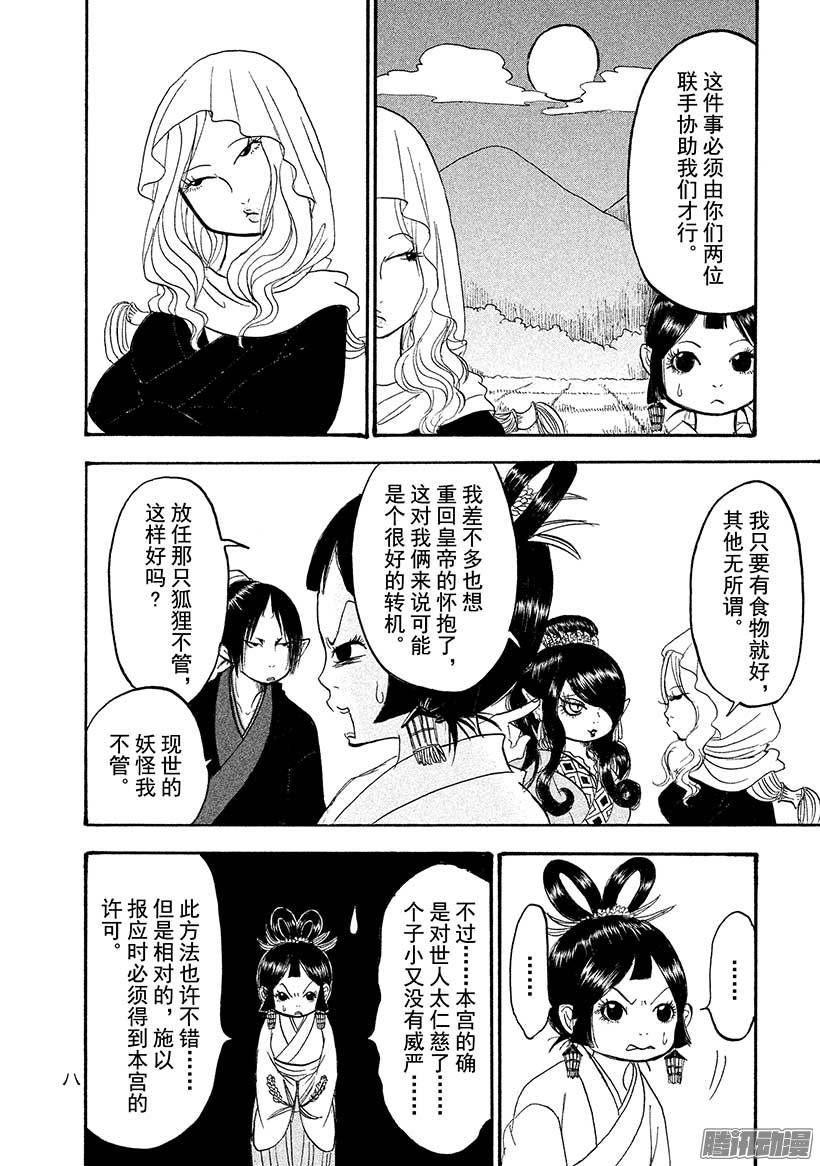 这件事必须由你们两位
联手协助我们才行。
我只要有食物就好，
其他无所谓。
我差不多也想
重回皇帝的怀抱了，
这对我俩来说可能
是个很好的转机。
放任那只狐狸不管，
这样好吗？
现世的
妖怪我
不管。
……
……
不过……本宫的确
是对世人太仁慈了……
个子小又没有威严……
此方法也许不错……
但是相对的，施以
报应时必须得到本宫的
许可。
八
腾讯动漫